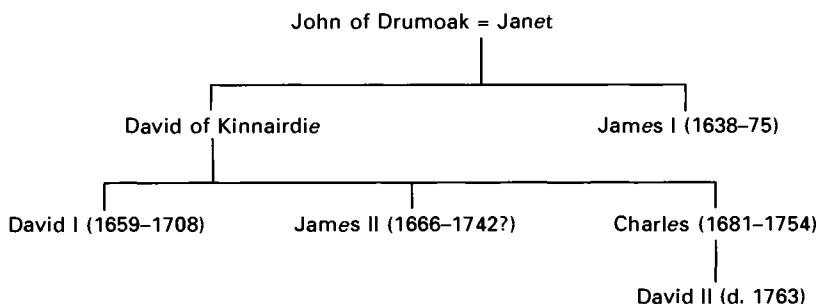 John of Drumoak = Janet
David of Kinnairdie
James I (1638–75)
David I (1659–1708)
James II (1666–1742?)
Charles (1681–1754)
David II (d. 1763)